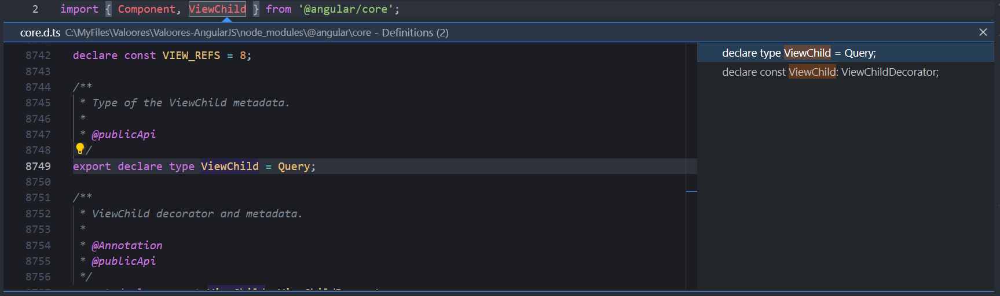 2 import { Component, ViewChild } from '@angular/core';
core.d.ts C:\MyFiles\Valoores\Valoores-AngularJS\node_modules\@angular\core - Definitions (2)
8742 declare const VIEW_REFS = 8;
8743
8744 /**
8745 * Type of the ViewChild metadata.
8746 *
8747 * @publicApi
8748 */
8749 export declare type ViewChild = Query;
8750
8751 /**
8752 * ViewChild decorator and metadata.
8753 *
8754 * @Annotation
8755 * @publicApi
8756 */
declare type ViewChild = Query;
declare const ViewChild: ViewChildDecorator;